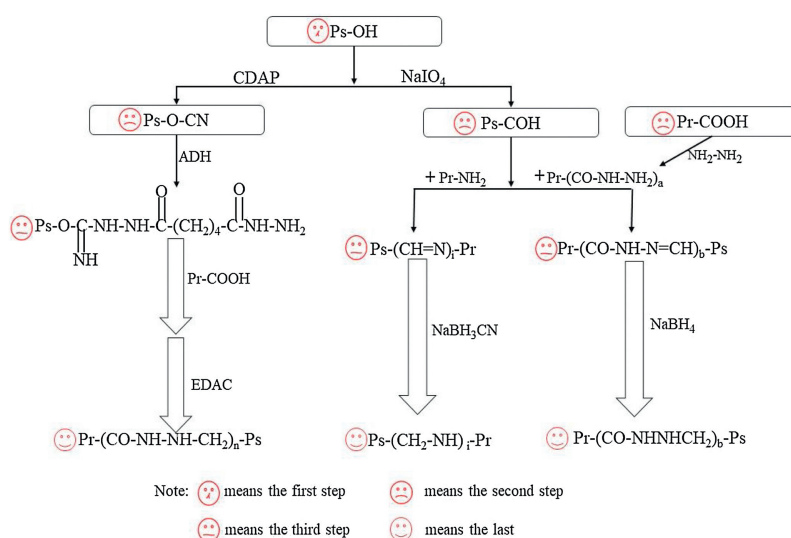 Ps-OH
CDAP
NaIO4
Ps-O-CN
Ps-COH
Pr-COOH
ADH
NH2-NH2
+ Pr-NH2
+Pr-(CO-NH-NH2)a
O
O
Ps-O-C-NH-NH-C-(CH2)4-C-NH-NH2
NH
Ps-(CH=N)i-Pr
Pr-(CO-NH-N=CH)b-Ps
Pr-COOH
NaBH3CN
NaBH4
EDAC
Pr-(CO-NH-NH-CH2)n-Ps
Ps-(CH2-NH) i-Pr
Pr-(CO-NHNHCH2)b-Ps
Note: means the first step
means the second step
means the third step
means the last